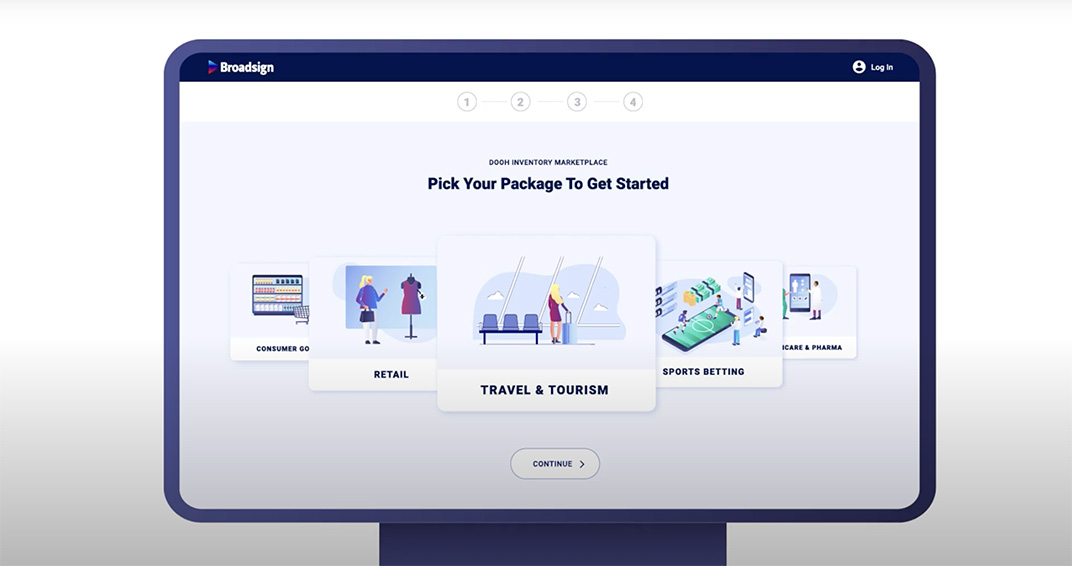 Broadsign
Log In
1 2 3 4
DOOH INVENTORY MARKETPLACE
Pick Your Package To Get Started
CONSUMER GO
RETAIL
TRAVEL & TOURISM
SPORTS BETTING
CARE & PHARMA
CONTINUE